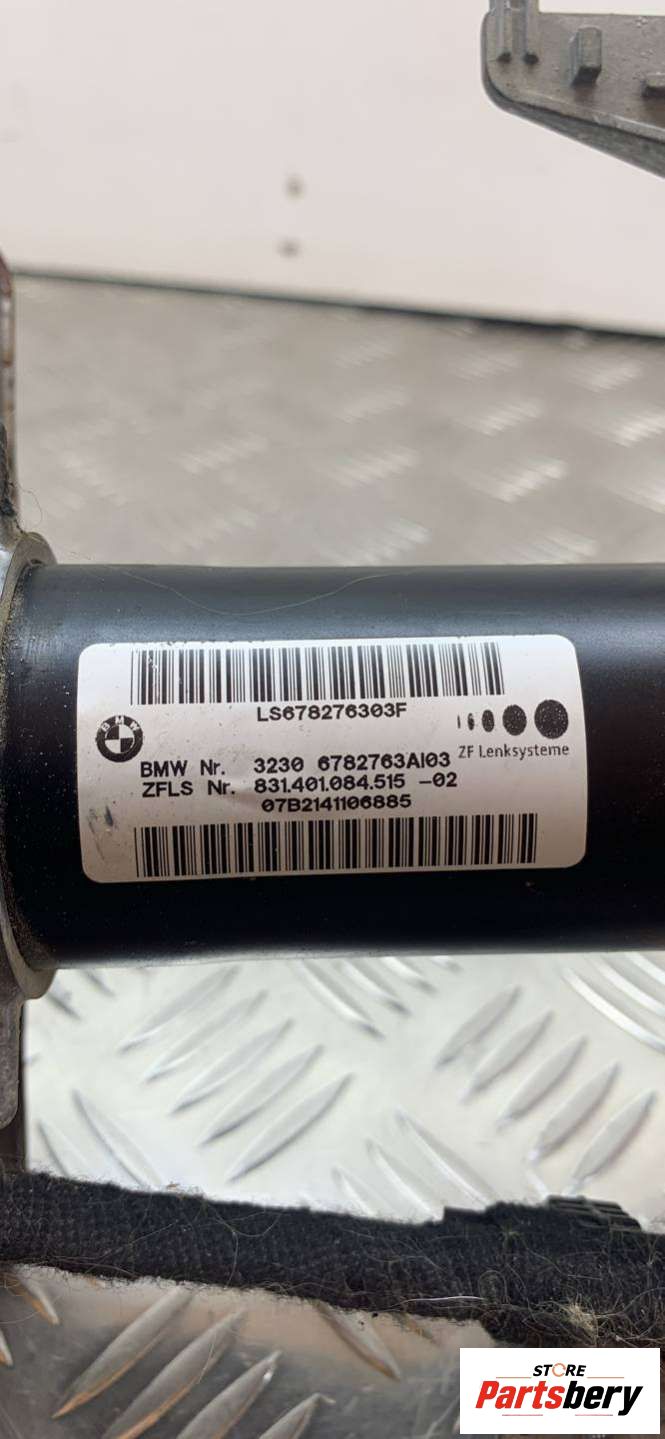 LS678276303F
BMW
ZF Lenksysteme
BMW Nr. 3230 6782763AI03
ZFLS Nr. 831.401.084.515 -02
07B2141106885
STORE
Partsbery